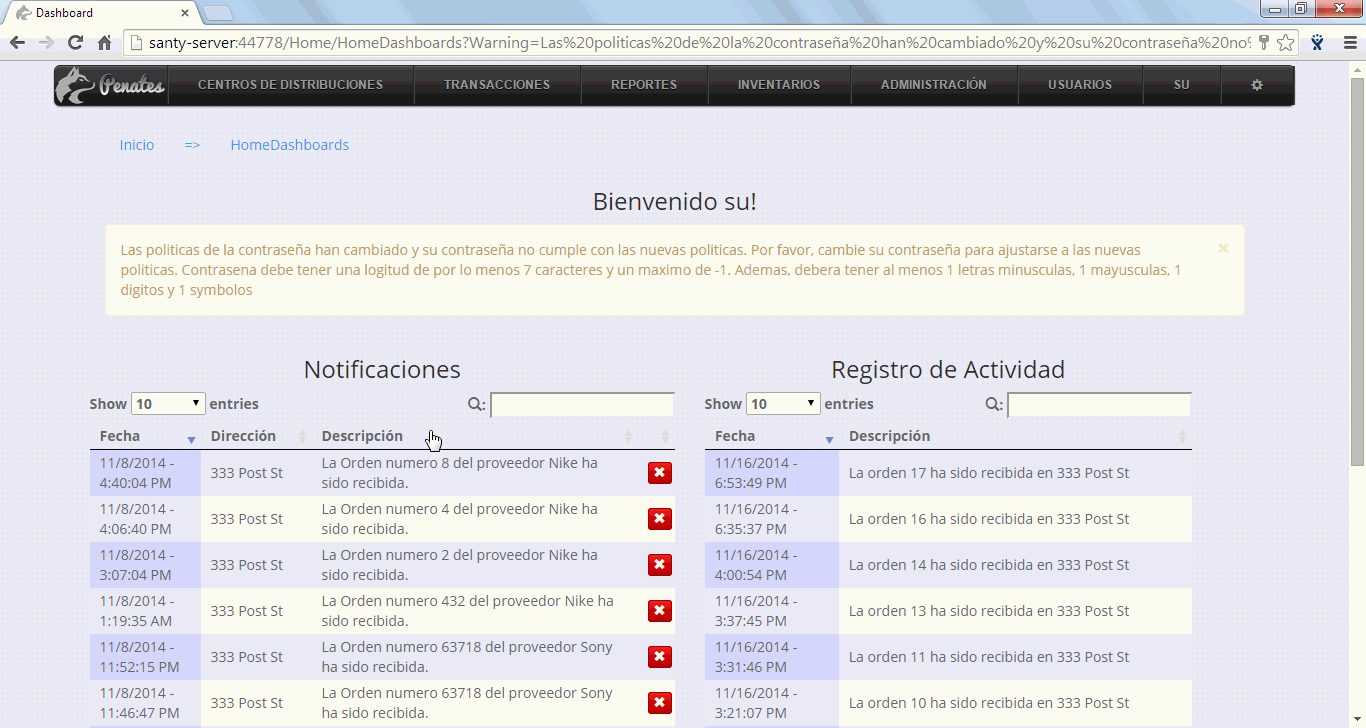 Dashboard
santy-server:44778/Home/HomeDashboards?Warning=Las%20politicas%20de%20la%20contraseña%20han%20cambiado%20y%20su%20contraseña%20no%
Penates
CENTROS DE DISTRIBUCIONES
TRANSACCIONES
REPORTES
INVENTARIOS
ADMINISTRACIÓN
USUARIOS
SU
Inicio => HomeDashboards
Bienvenido su!
Las politicas de la contraseña han cambiado y su contraseña no cumple con las nuevas politicas. Por favor, cambie su contraseña para ajustarse a las nuevas
politicas. Contrasena debe tener una logitud de por lo menos 7 caracteres y un maximo de -1. Ademas, debera tener al menos 1 letras minusculas, 1 mayusculas, 1
digitos y 1 symbolos
Notificaciones
Show 10 entries
:
Fecha Dirección Descripción
11/8/2014 -
4:40:04 PM
333 Post St
La Orden numero 8 del proveedor Nike ha
sido recibida.
11/8/2014 -
4:06:40 PM
333 Post St
La Orden numero 4 del proveedor Nike ha
sido recibida.
11/8/2014 -
3:07:04 PM
333 Post St
La Orden numero 2 del proveedor Nike ha
sido recibida.
11/8/2014 -
1:19:35 AM
333 Post St
La Orden numero 432 del proveedor Nike ha
sido recibida.
11/8/2014 -
11:52:15 PM
333 Post St
La Orden numero 63718 del proveedor Sony
ha sido recibida.
11/8/2014 -
11:46:47 PM
333 Post St
La Orden numero 63718 del proveedor Sony
ha sido recibida.
Registro de Actividad
Show 10 entries
:
Fecha Descripción
11/16/2014 -
6:53:49 PM
La orden 17 ha sido recibida en 333 Post St
11/16/2014 -
6:35:37 PM
La orden 16 ha sido recibida en 333 Post St
11/16/2014 -
4:00:54 PM
La orden 14 ha sido recibida en 333 Post St
11/16/2014 -
3:37:45 PM
La orden 13 ha sido recibida en 333 Post St
11/16/2014 -
3:31:46 PM
La orden 11 ha sido recibida en 333 Post St
11/16/2014 -
3:21:07 PM
La orden 10 ha sido recibida en 333 Post St